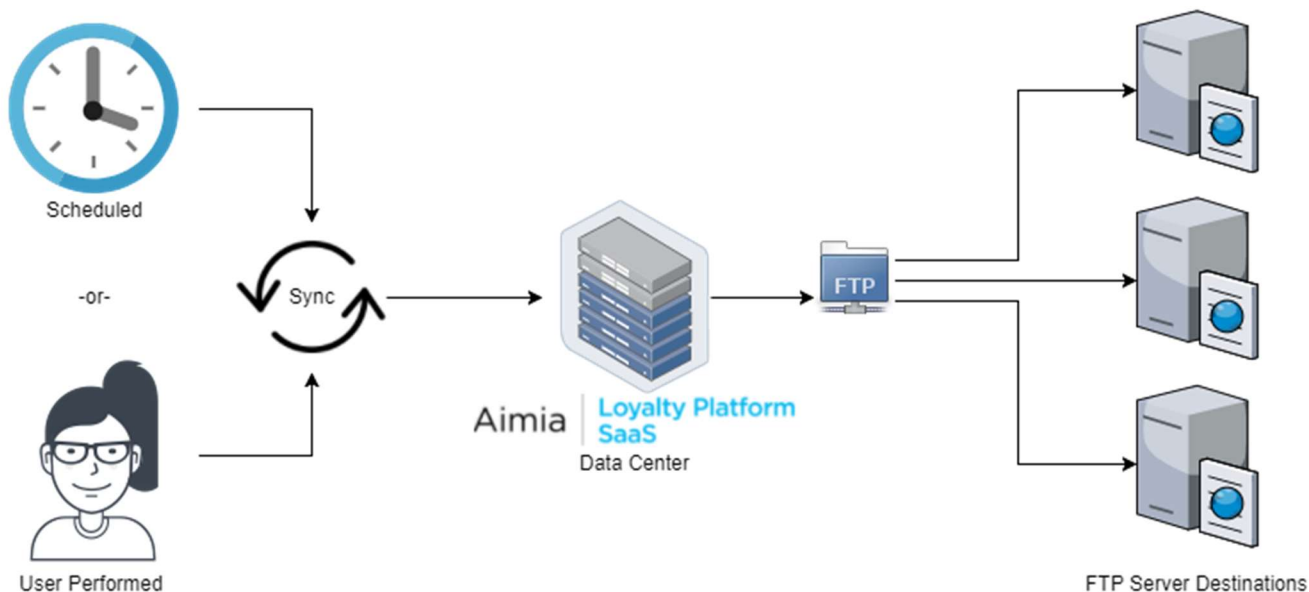 Scheduled
-or-
Sync
User Performed
Aimia
Loyalty Platform
SaaS
Data Center
FTP
FTP Server Destinations